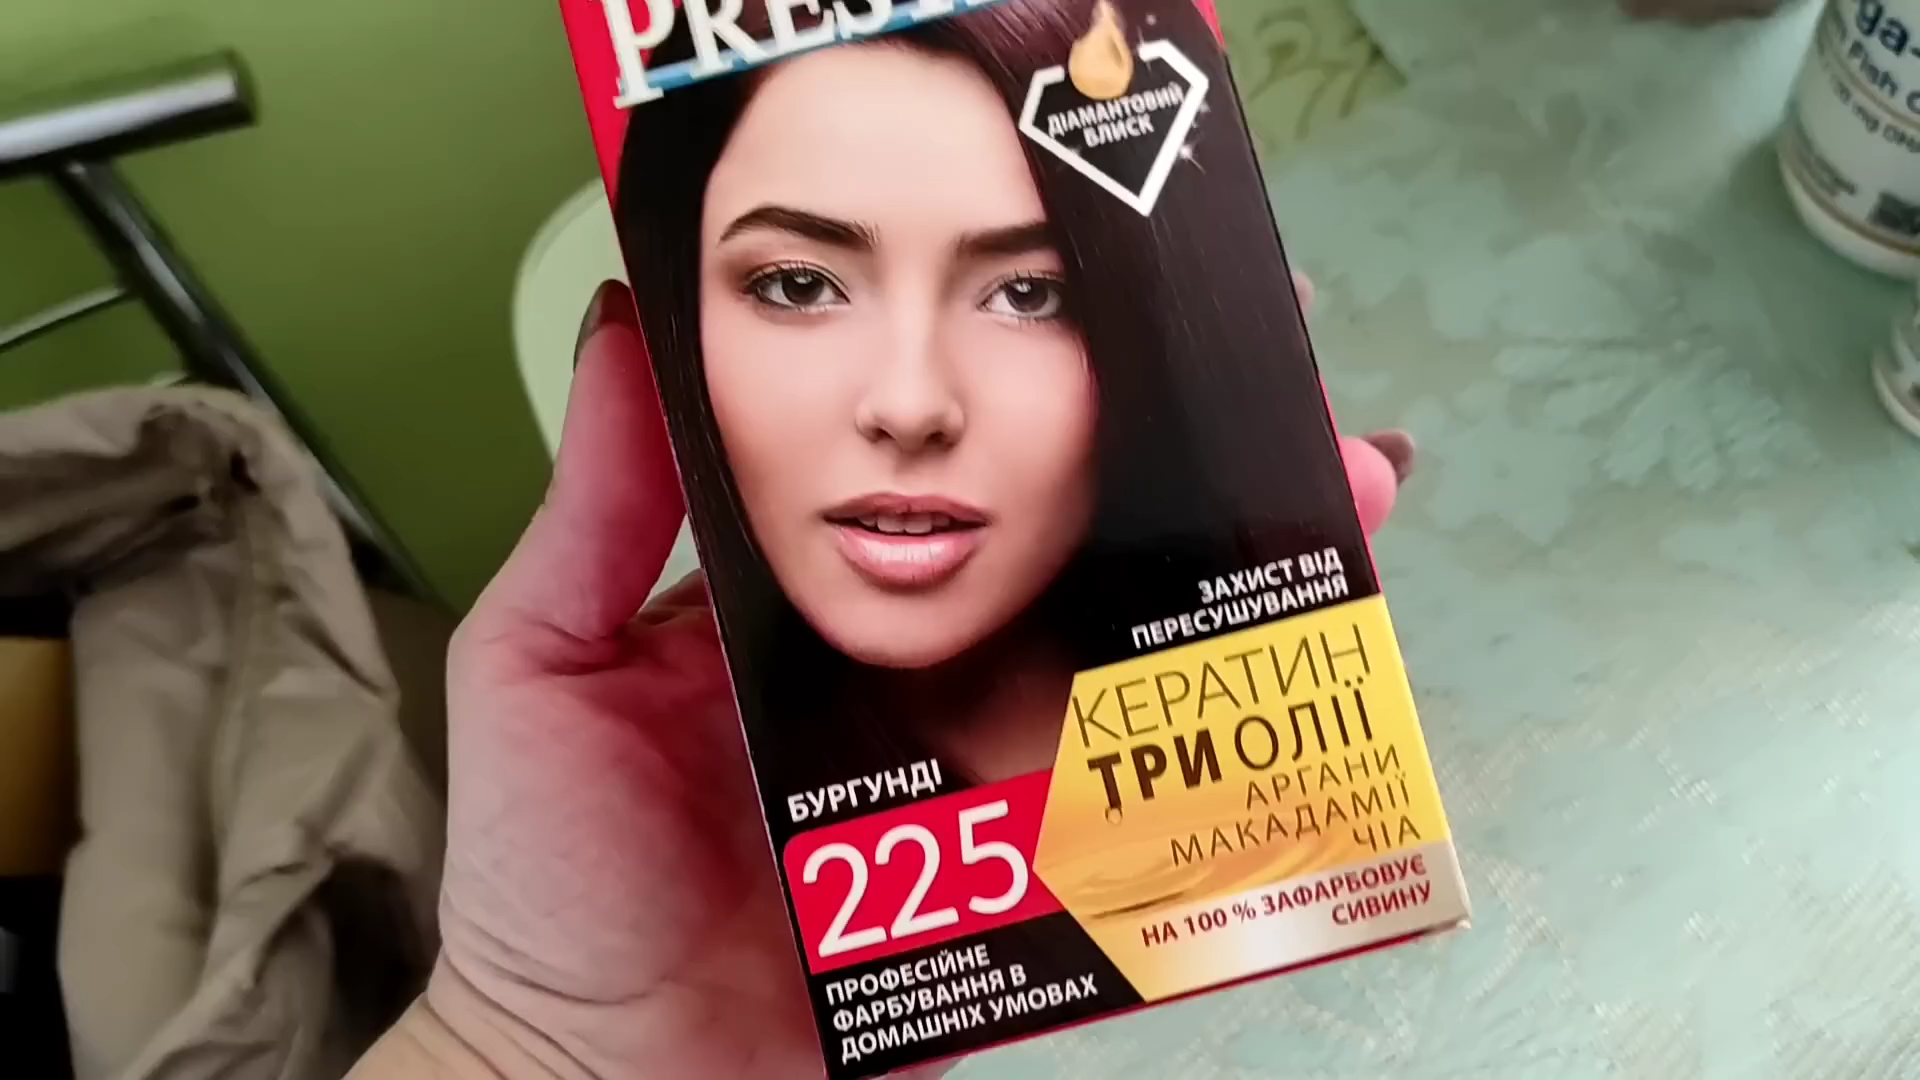 ДІАМАНТОВИЙ
БЛИСК
ЗАХИСТ ВІД
ПЕРЕСУШУВАННЯ
КЕРАТИН
ТРИ ОЛІЇ
АРГАНИ
МАКАДАМІЇ
ЧІА
НА 100 % ЗАФАРБОВУЄ
СИВИНУ
БУРГУНДІ
225
ПРОФЕСІЙНЕ
ФАРБУВАННЯ В
ДОМАШНІХ УМОВАХ